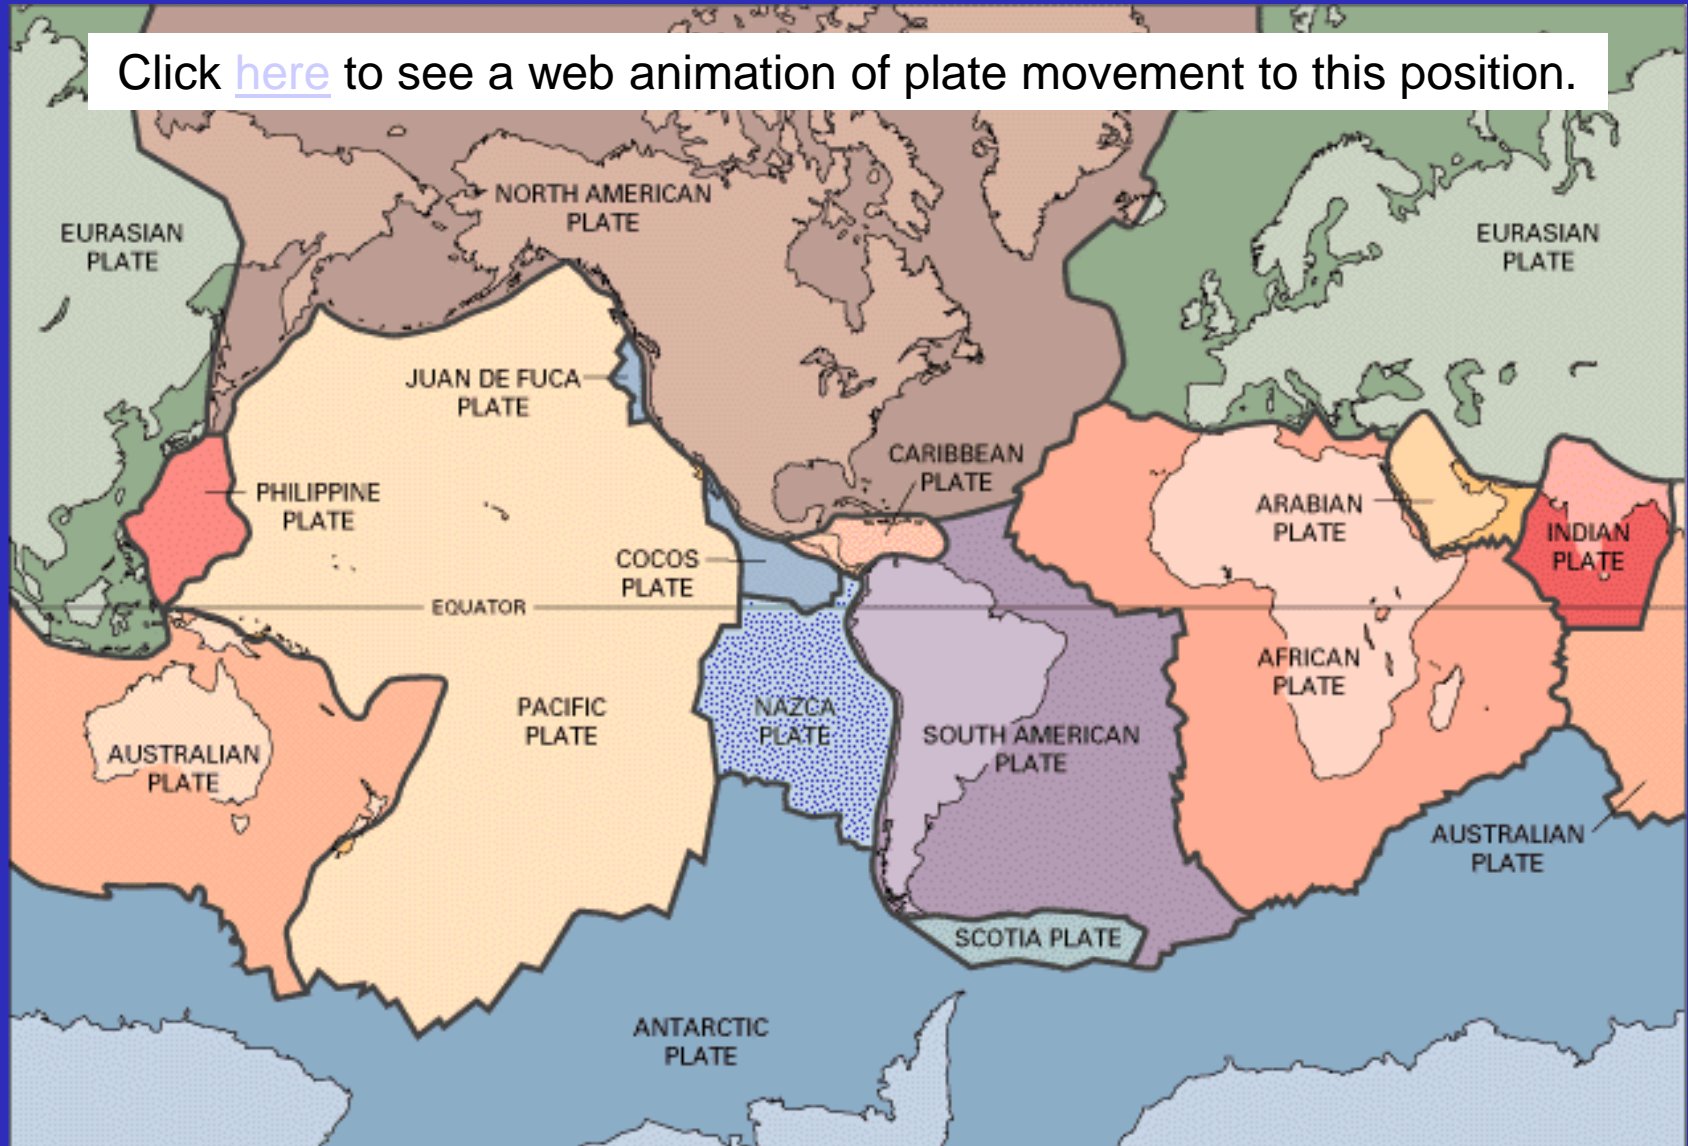 Click here to see a web animation of plate movement to this position.
NORTH AMERICAN
PLATE
EURASIAN
PLATE
EURASIAN
PLATE
JUAN DE FUCA
PLATE
CARIBBEAN
PLATE
PHILIPPINE
PLATE
ARABIAN
PLATE
INDIAN
PLATE
COCOS
PLATE
EQUATOR
AFRICAN
PLATE
PACIFIC
PLATE
NAZCA
PLATE
SOUTH AMERICAN
PLATE
AUSTRALIAN
PLATE
AUSTRALIAN
PLATE
SCOTIA PLATE
ANTARCTIC
PLATE